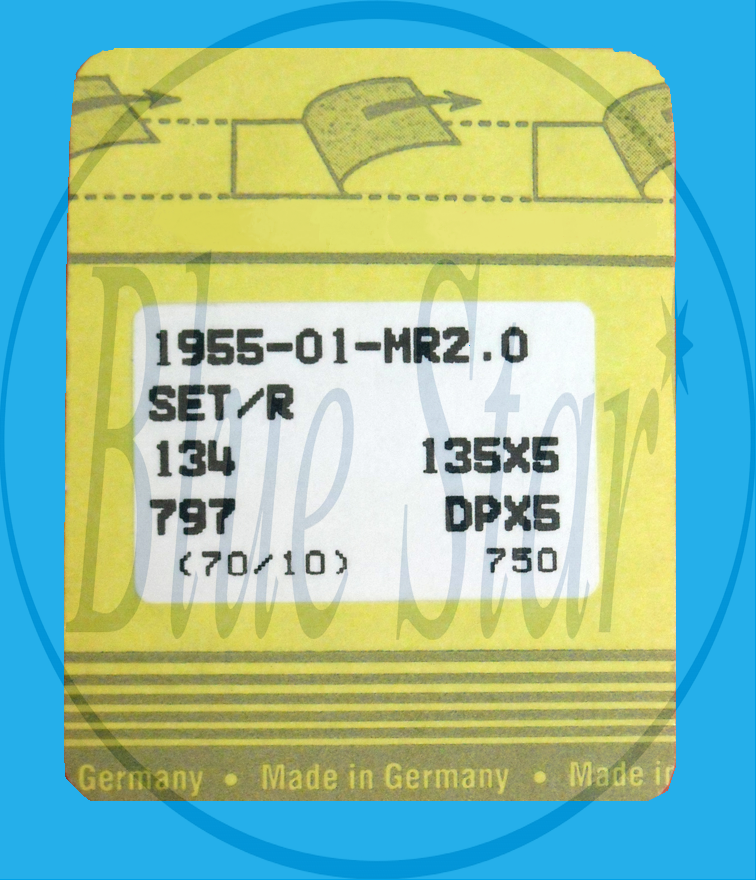 1955-01-MR2.0
SET/R
134 135X5
797 DPX5
(70/10) 750
Blue Star
Germany • Made in Germany • Made in